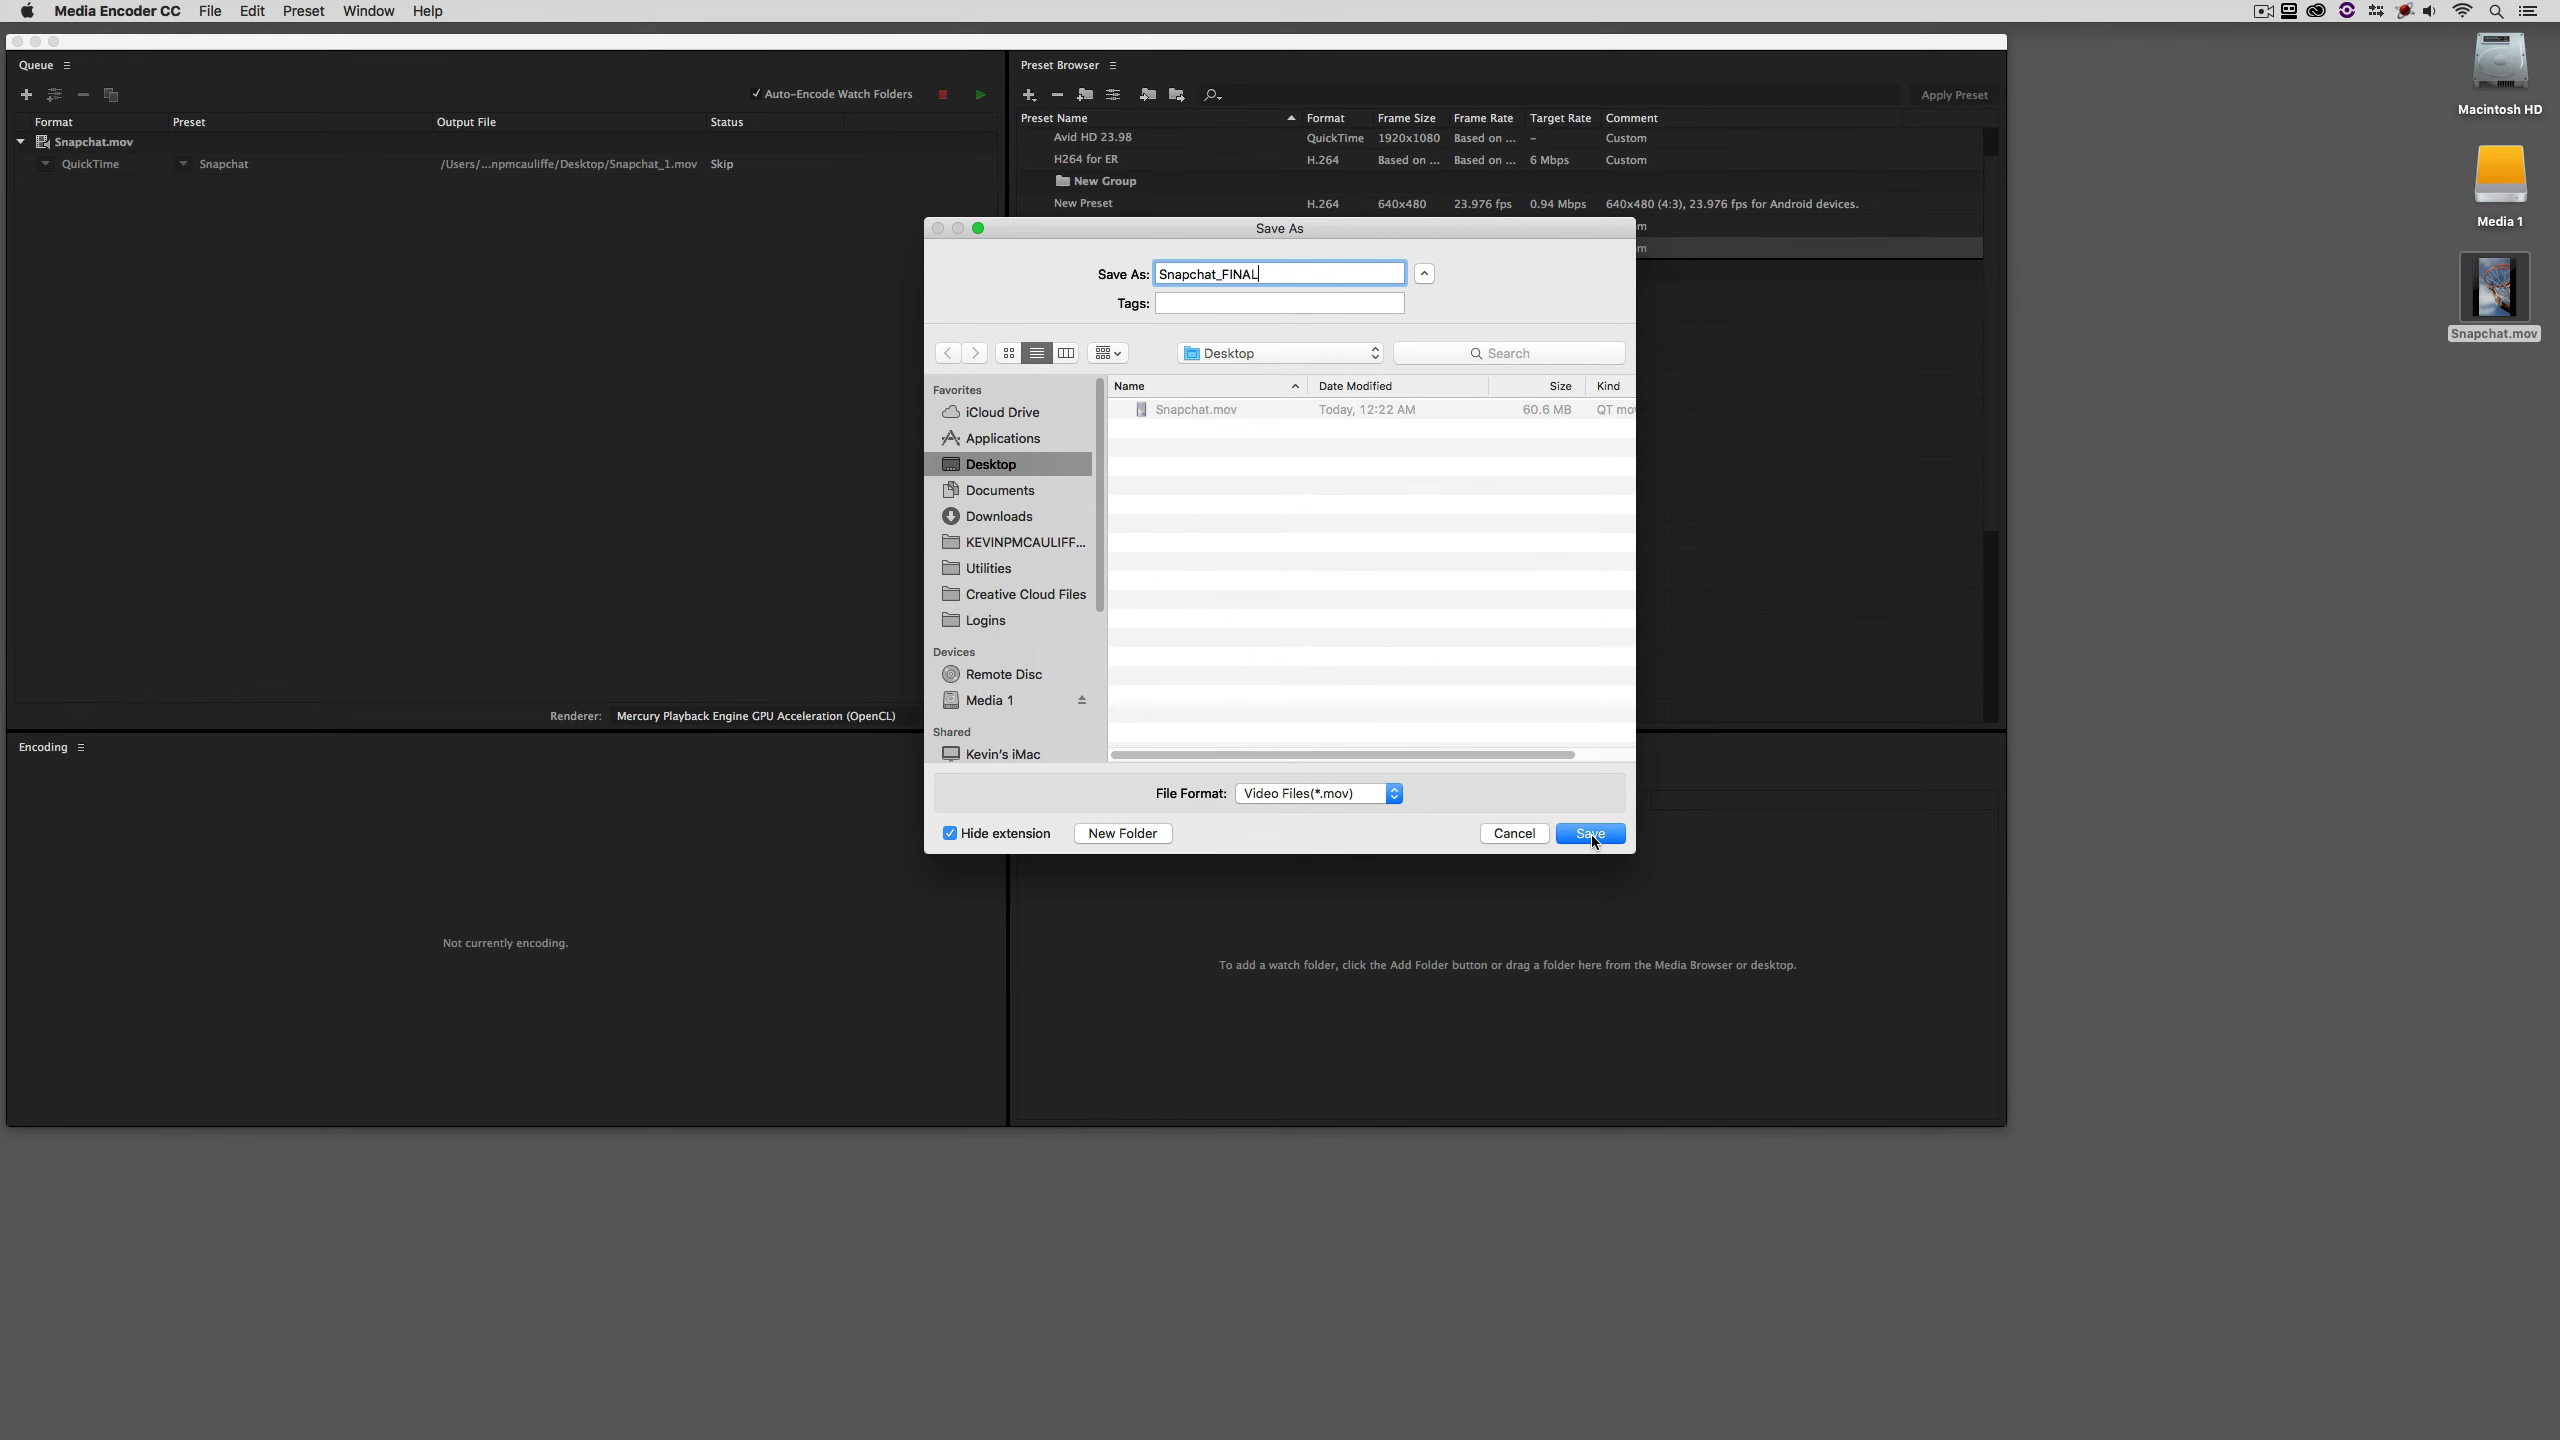 Media Encoder CC File Edit Preset Window Help
Queue
Auto-Encode Watch Folders
Format Preset Output File Status
Snapchat.mov
QuickTime Snapchat /Users/...npmcauliffe/Desktop/Snapchat_1.mov Skip
Renderer: Mercury Playback Engine GPU Acceleration (OpenCL)
Encoding
Not currently encoding.
Preset Browser
Apply Preset
Preset Name Format Frame Size Frame Rate Target Rate Comment
Avid HD 23.98 QuickTime 1920x1080 Based on ... - Custom
H264 for ER H.264 Based on ... Based on ... 6 Mbps Custom
New Group
New Preset H.264 640x480 23.976 fps 0.94 Mbps 640x480 (4:3), 23.976 fps for Android devices.
m
m
Save As
Save As: Snapchat_FINAL
Tags:
Desktop
Search
Favorites
iCloud Drive
Applications
Desktop
Documents
Downloads
KEVINPMCAULIFF...
Utilities
Creative Cloud Files
Logins
Devices
Remote Disc
Media 1
Shared
Kevin's iMac
Name Date Modified Size Kind
Snapchat.mov Today, 12:22 AM 60.6 MB QT mo
File Format: Video Files(*.mov)
Hide extension New Folder Cancel Save
To add a watch folder, click the Add Folder button or drag a folder here from the Media Browser or desktop.
Macintosh HD
Media 1
Snapchat.mov